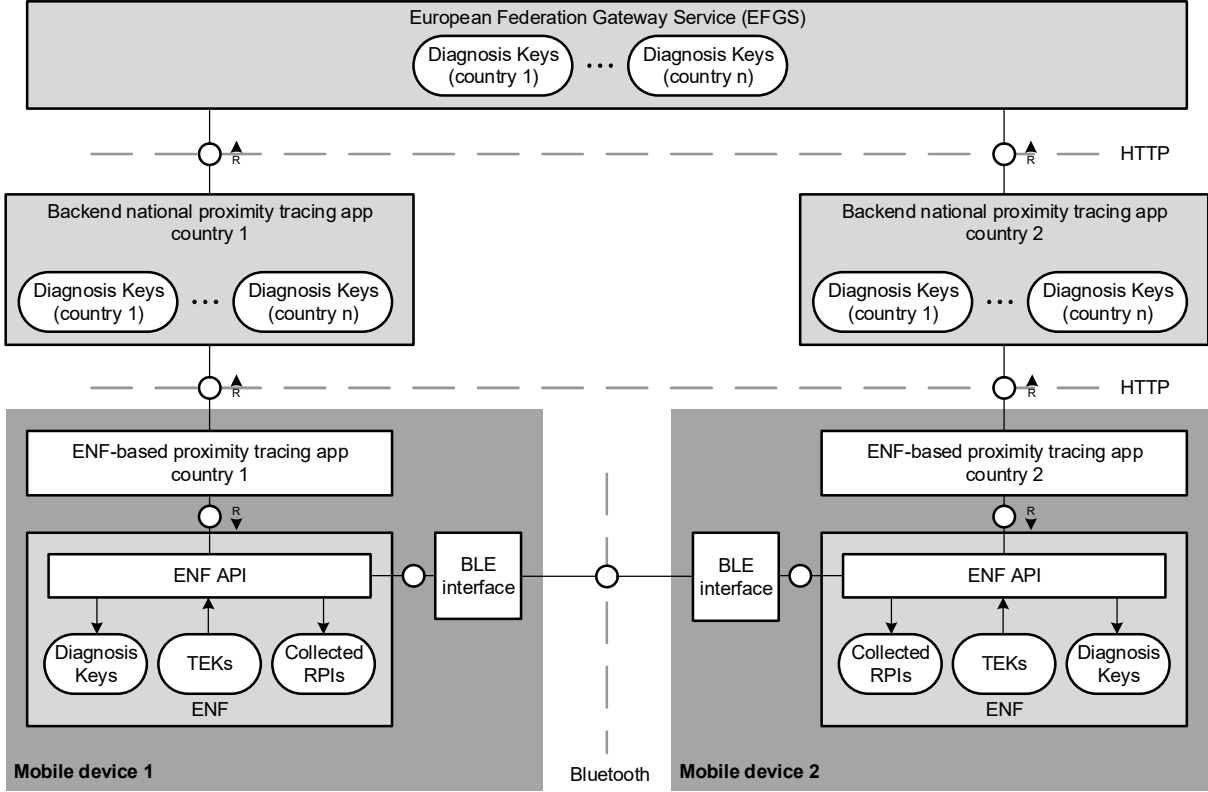 European Federation Gateway Service (EFGS)
Diagnosis Keys
(country 1)
...
Diagnosis Keys
(country n)
R
R
HTTP
Backend national proximity tracing app
country 1
Diagnosis Keys
(country 1)
...
Diagnosis Keys
(country n)
Backend national proximity tracing app
country 2
Diagnosis Keys
(country 1)
...
Diagnosis Keys
(country n)
R
R
HTTP
ENF-based proximity tracing app
country 1
R
ENF API
BLE
interface
Diagnosis
Keys
TEKs
Collected
RPIs
ENF
Mobile device 1
Bluetooth
ENF-based proximity tracing app
country 2
R
BLE
interface
ENF API
Collected
RPIs
TEKs
Diagnosis
Keys
ENF
Mobile device 2